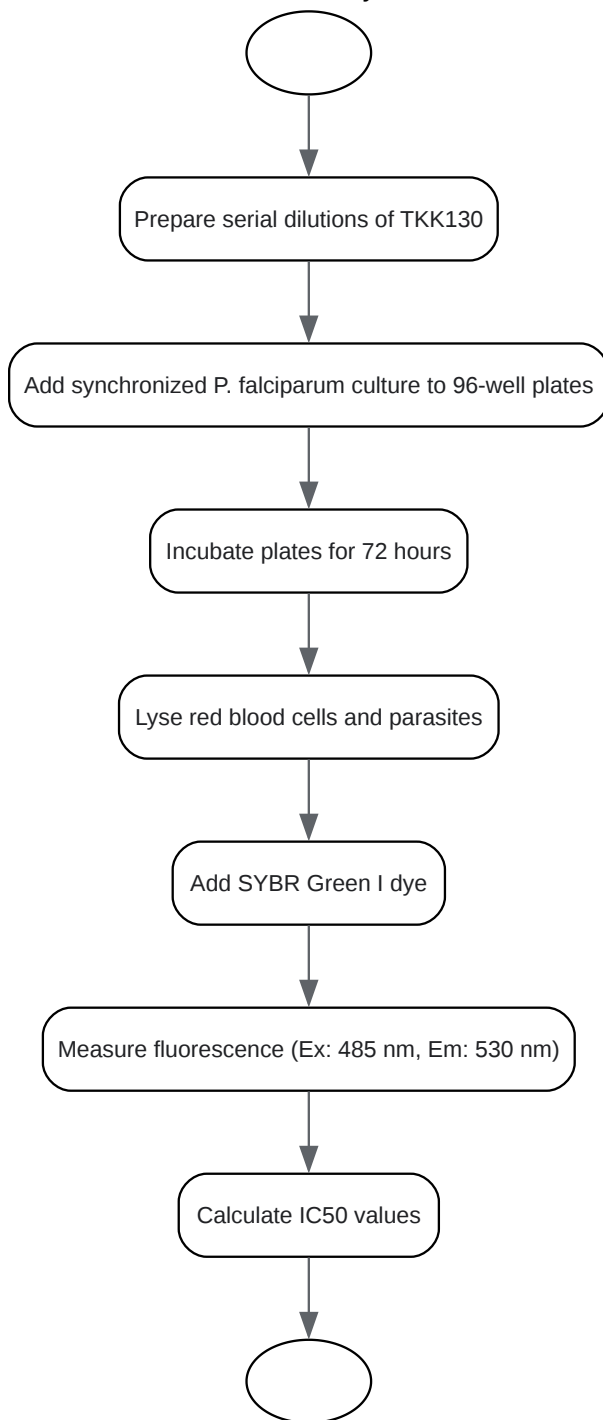 Prepare serial dilutions of TKK130
Add synchronized P. falciparum culture to 96-well plates
Incubate plates for 72 hours
Lyse red blood cells and parasites
Add SYBR Green I dye
Measure fluorescence (Ex: 485 nm, Em: 530 nm)
Calculate IC50 values